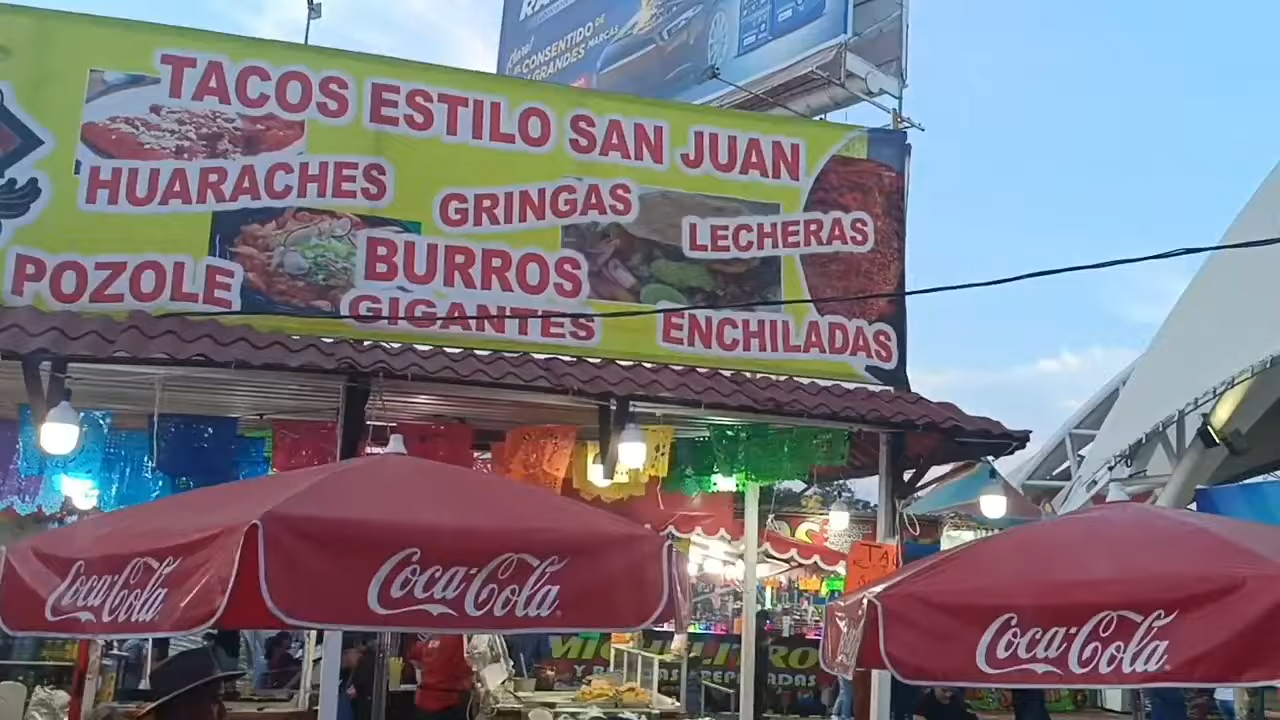 CONSENTIDO DE
GRANDES MARCAS
TACOS ESTILO SAN JUAN
HUARACHES
GRINGAS
LECHERAS
POZOLE
BURROS
GIGANTES
ENCHILADAS
Coca-Cola
Coca-Cola
Coca-Cola